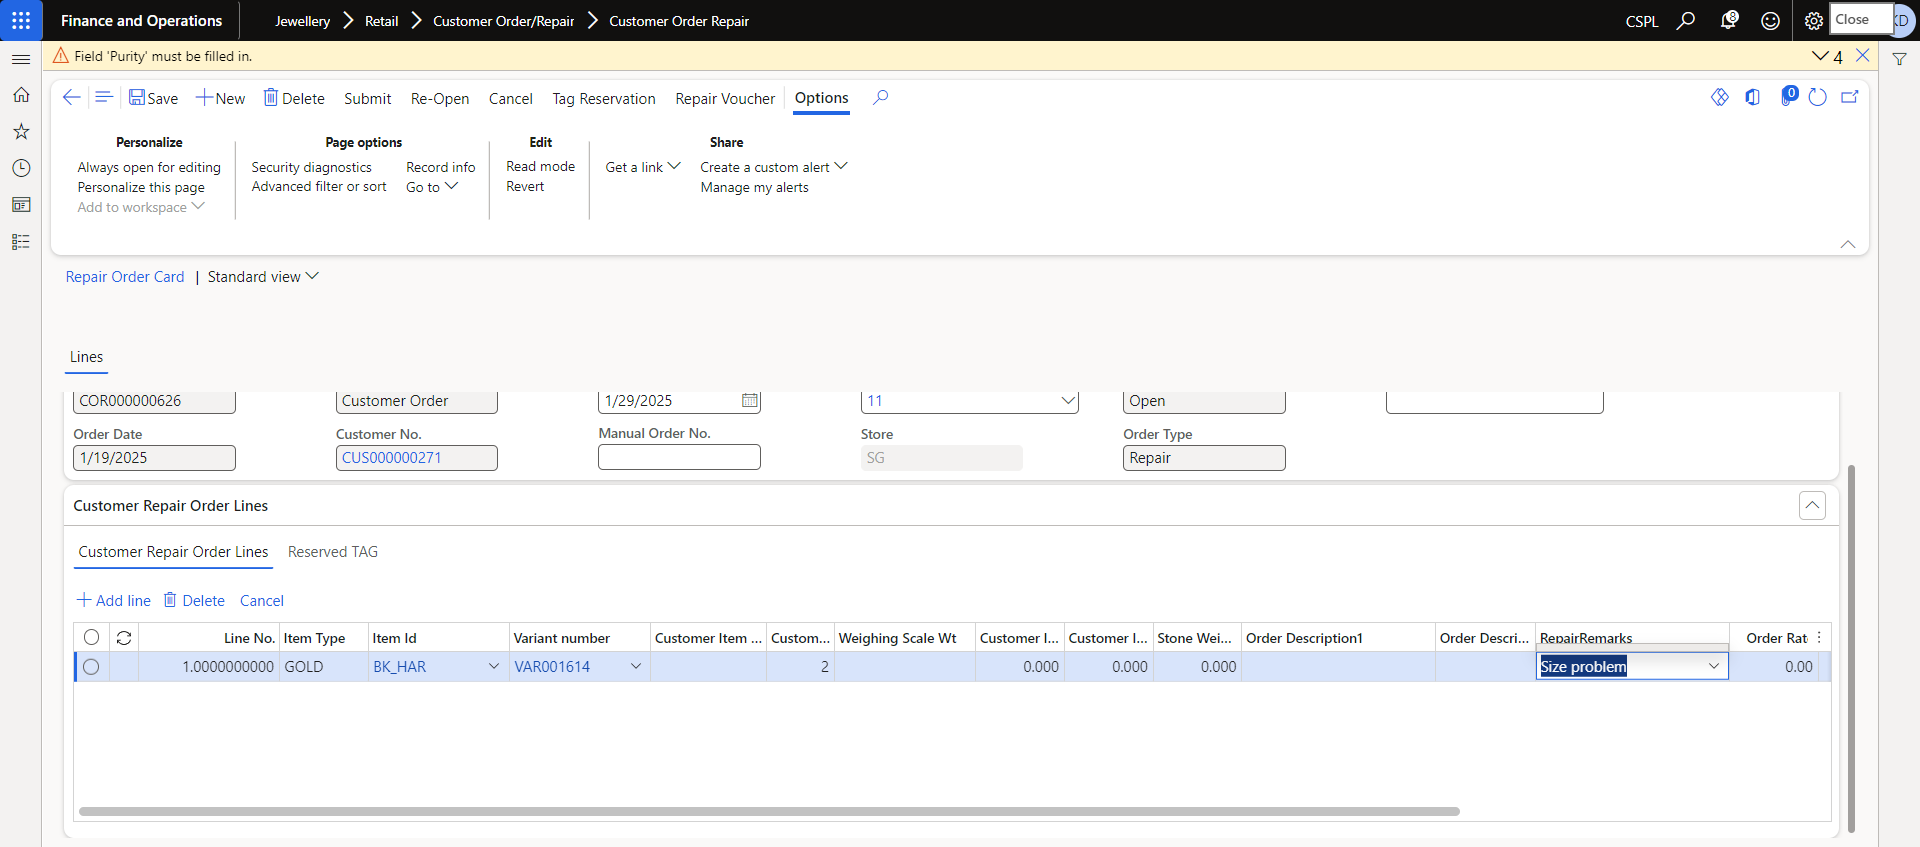 Finance and Operations
Jewellery
Retail
Customer Order/Repair
Customer Order Repair
CSPL
8
Close
Field 'Purity' must be filled in.
4
Save
New
Delete
Submit
Re-Open
Cancel
Tag Reservation
Repair Voucher
Options
0
Personalize
Always open for editing
Personalize this page
Add to workspace
Page options
Security diagnostics
Record info
Advanced filter or sort
Go to
Edit
Read mode
Revert
Share
Get a link
Create a custom alert
Manage my alerts
Repair Order Card | Standard view
Lines
COR000000626
Customer Order
1/29/2025
11
Open
Order Date
Customer No.
Manual Order No.
Store
Order Type
1/19/2025
CUS000000271
SG
Repair
Customer Repair Order Lines
Customer Repair Order Lines
Reserved TAG
Add line
Delete
Cancel
Line No. Item Type Item Id Variant number Customer Item ... Custom... Weighing Scale Wt Customer I... Customer I... Stone Wei... Order Description1 Order Descri... RepairRemarks Order Rate
1.0000000000 GOLD BK_HAR VAR001614 2 0.000 0.000 0.000 Size problem 0.00